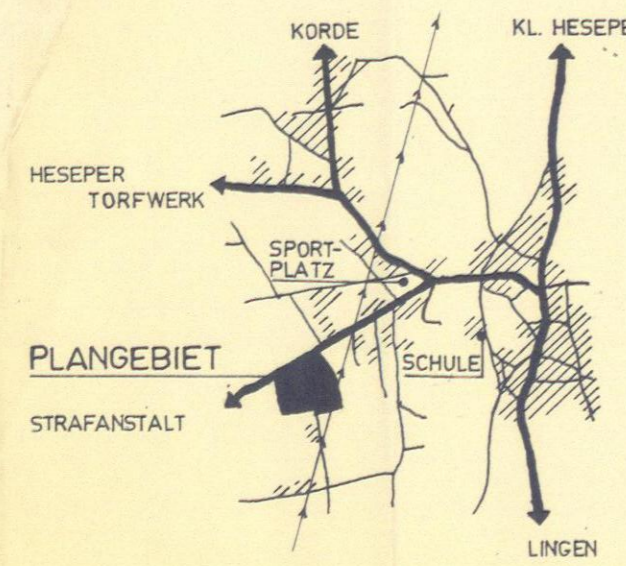 KORDE
KL. HESEPE
HESEPER
TORFWERK
SPORT-
PLATZ
PLANGEBIET
SCHULE
STRAFANSTALT
LINGEN